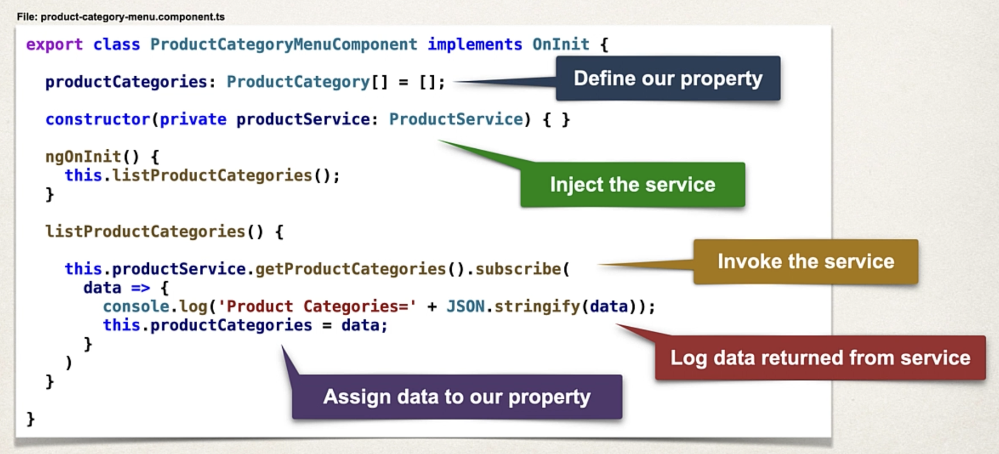 File: product-category-menu.component.ts
export class ProductCategoryMenuComponent implements OnInit {
productCategories: ProductCategory[] = [];
Define our property
constructor(private productService: ProductService) { }
Inject the service
ngOnInit() {
this.listProductCategories();
}
listProductCategories() {
this.productService.getProductCategories().subscribe(
Invoke the service
data => {
console.log('Product Categories=' + JSON.stringify(data));
this.productCategories = data;
Log data returned from service
}
)
}
Assign data to our property
}